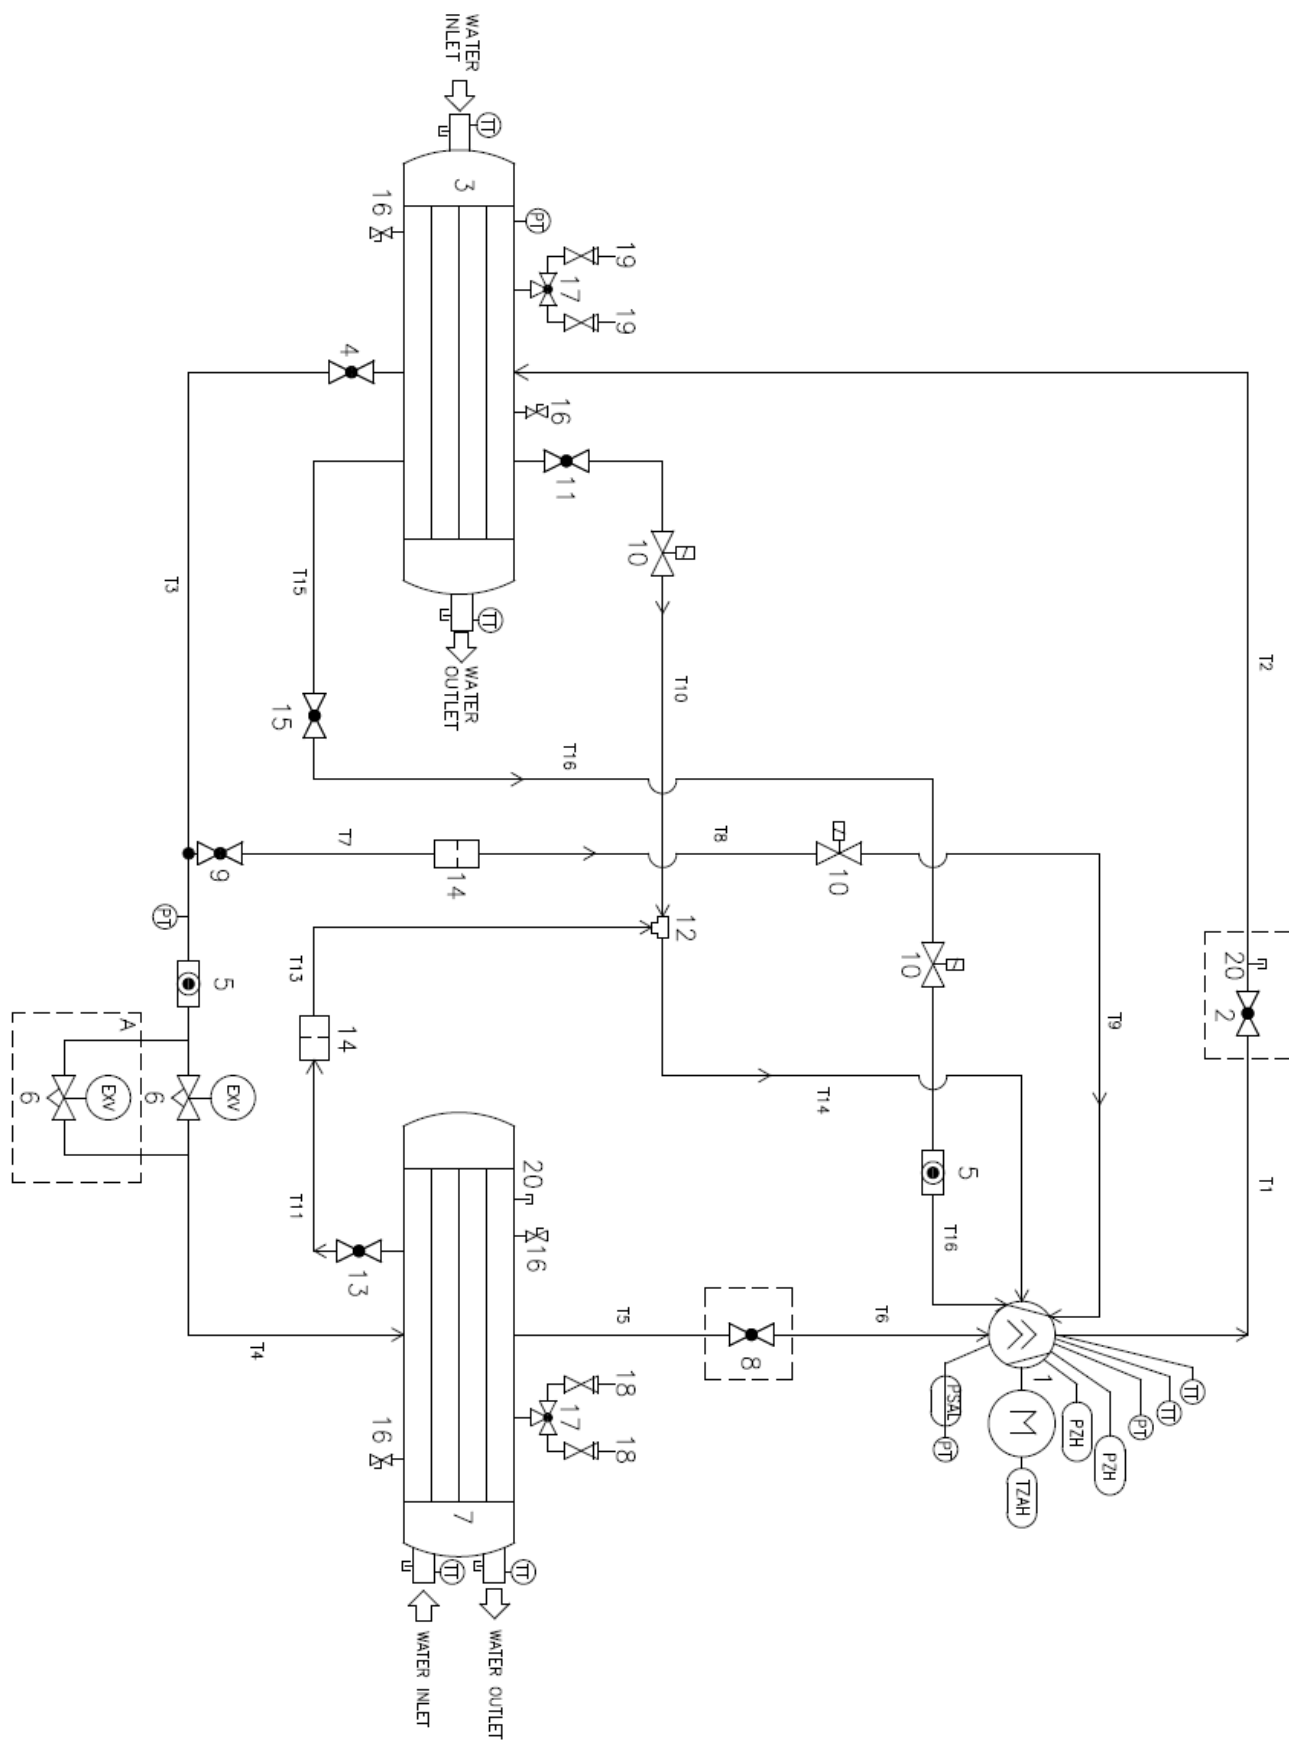 WATER
INLET
TT
3
16
PT
19
17
19
4
16
11
10
T3
T15
TT
WATER
OUTLET
T2
T10
15
T16
T7
T8
9
14
10
PT
12
20
T13
10
5
2
T9
14
A
6
EXV
6
EXV
T14
5
20
T1
T11
16
13
T16
T5
T6
T4
8
1
18
17
18
16
PSAL
PT
M
PZH
PZH
PT
TT
TT
TZAH
7
TT
TT
WATER INLET
WATER OUTLET